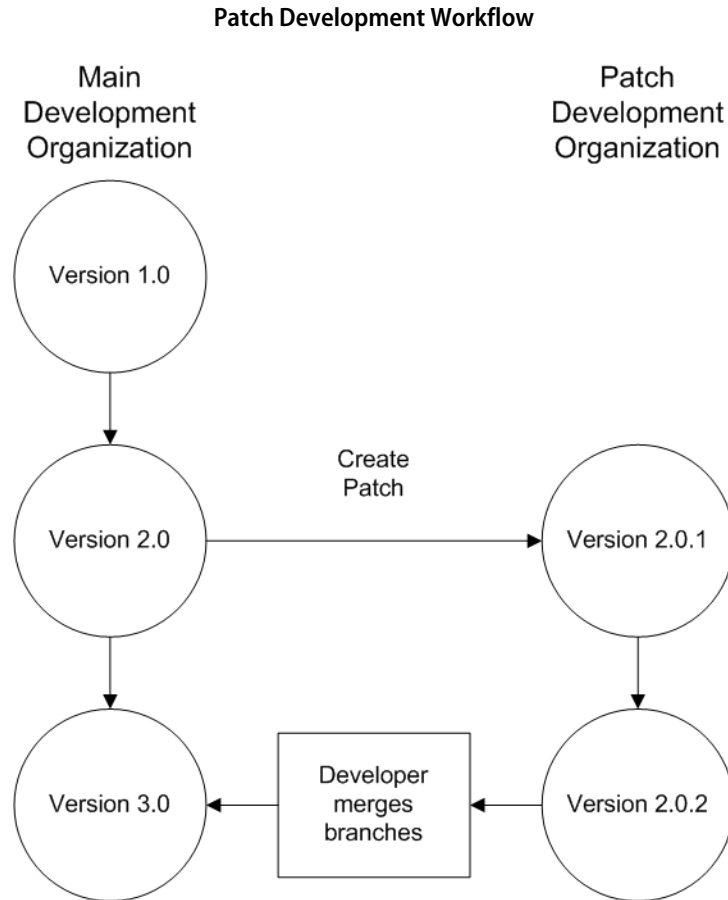 Patch Development Workflow
Main
Development
Organization
Patch
Development
Organization
Version 1.0
Create
Patch
Version 2.0
Version 2.0.1
Version 3.0
Developer
merges
branches
Version 2.0.2